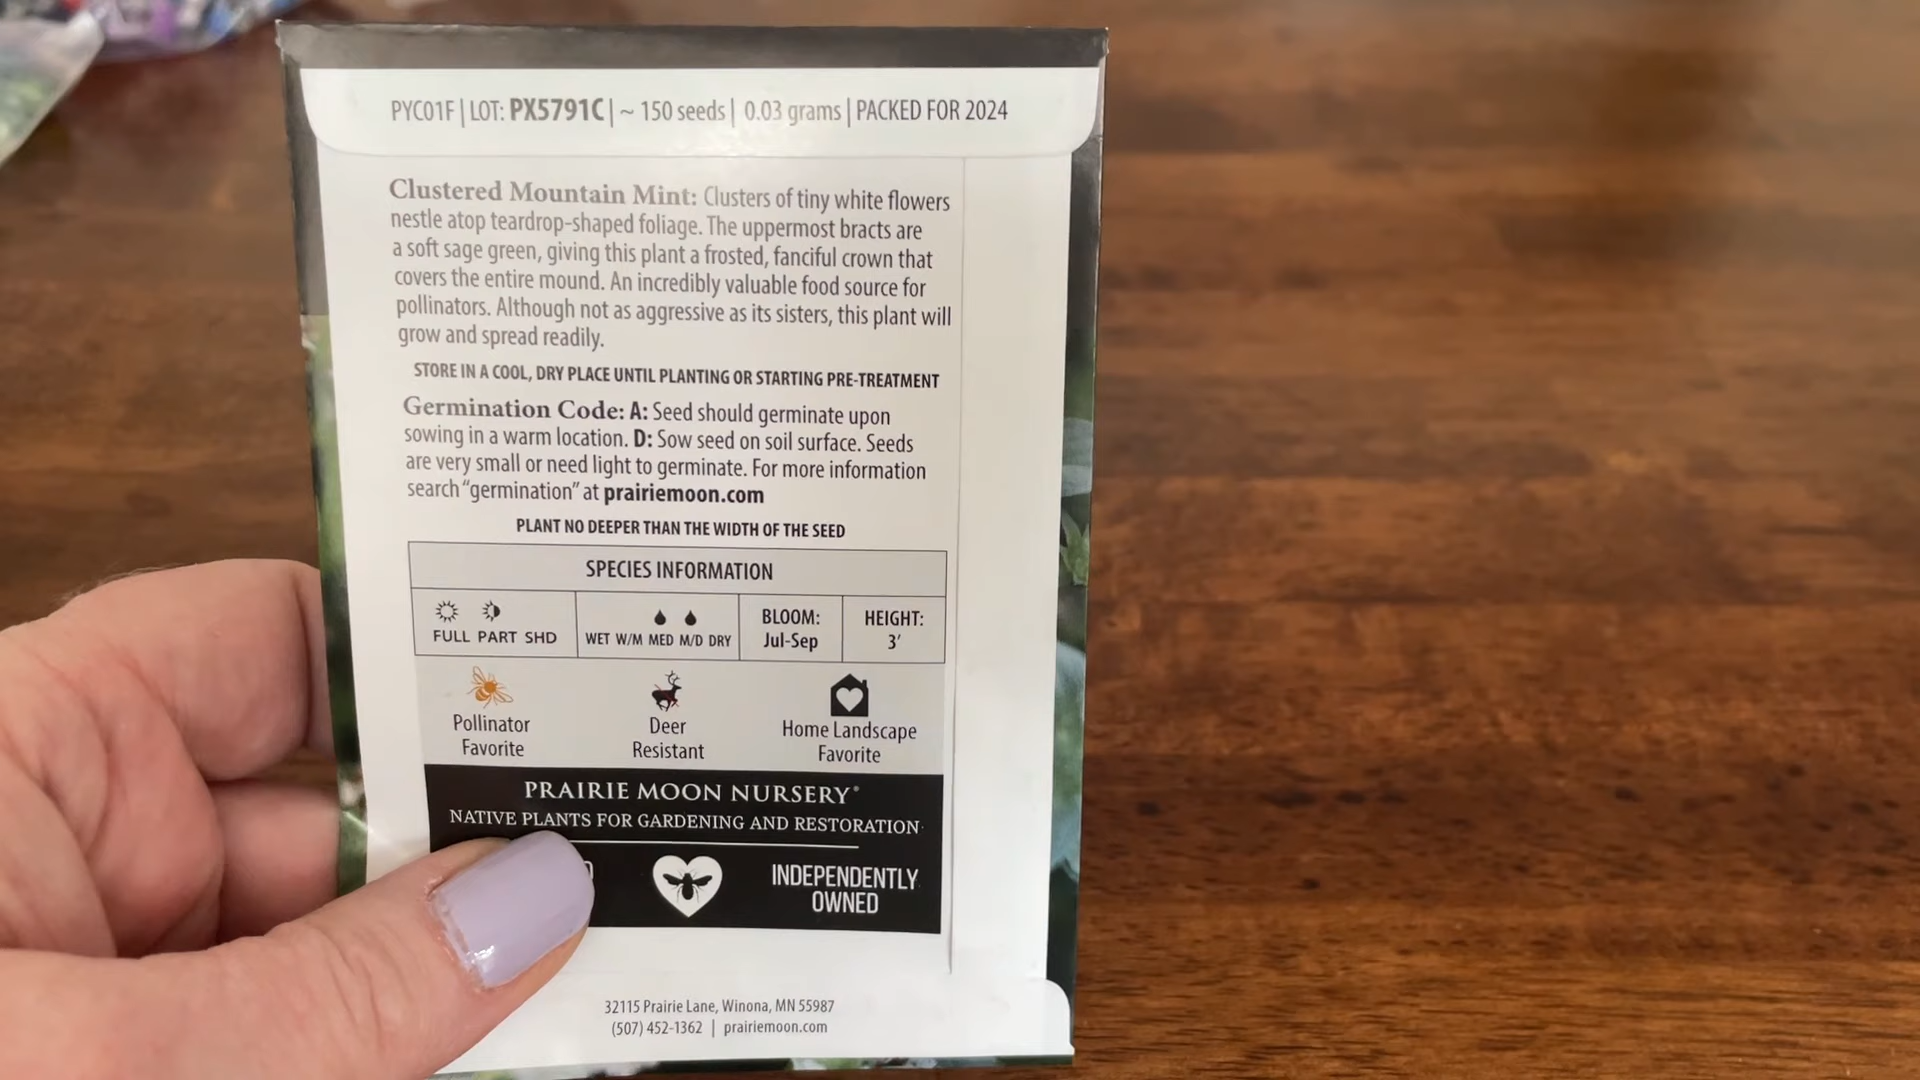 PYC01F | LOT: PX5791C | ~ 150 seeds | 0.03 grams | PACKED FOR 2024
Clustered Mountain Mint: Clusters of tiny white flowers
nestle atop teardrop-shaped foliage. The uppermost bracts are
a soft sage green, giving this plant a frosted, fanciful crown that
covers the entire mound. An incredibly valuable food source for
pollinators. Although not as aggressive as its sisters, this plant will
grow and spread readily.
STORE IN A COOL, DRY PLACE UNTIL PLANTING OR STARTING PRE-TREATMENT
Germination Code: A: Seed should germinate upon
sowing in a warm location. D: Sow seed on soil surface. Seeds
are very small or need light to germinate. For more information
search "germination" at prairiemoon.com
PLANT NO DEEPER THAN THE WIDTH OF THE SEED
SPECIES INFORMATION
FULL PART SHD
WET W/M MED M/D DRY
BLOOM:
Jul-Sep
HEIGHT:
3'
Pollinator
Favorite
Deer
Resistant
Home Landscape
Favorite
PRAIRIE MOON NURSERY®
NATIVE PLANTS FOR GARDENING AND RESTORATION
INDEPENDENTLY
OWNED
32115 Prairie Lane, Winona, MN 55987
(507) 452-1362 | prairiemoon.com